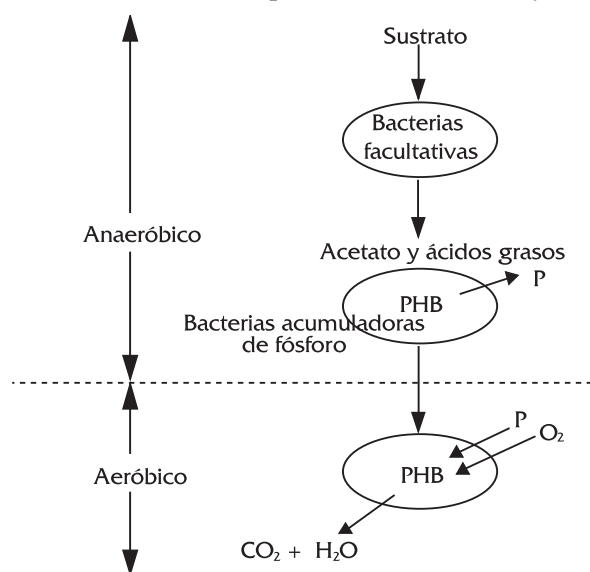 Sustrato
Bacterias
facultativas
Anaeróbico
Acetato y ácidos grasos
PHB
P
Bacterias acumuladoras
de fósforo
P
O₂
PHB
Aeróbico
CO₂ + H₂O